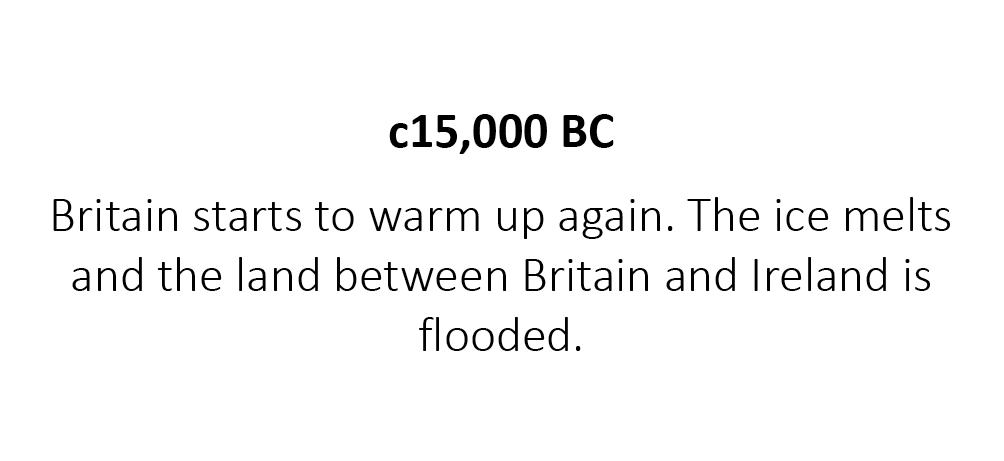 c15,000 BC
Britain starts to warm up again. The ice melts
and the land between Britain and Ireland is
flooded.